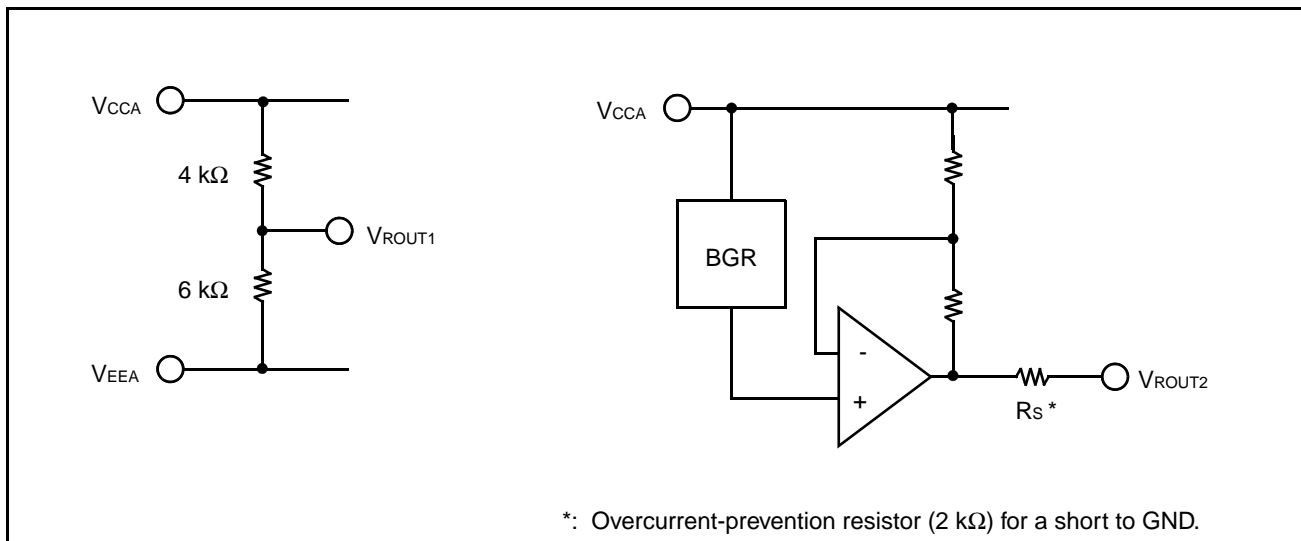 VCCA
4 kΩ
VROUT1
6 kΩ
VEEA
VCCA
BGR
-
+
RS *
VROUT2
*: Overcurrent-prevention resistor (2 kΩ) for a short to GND.